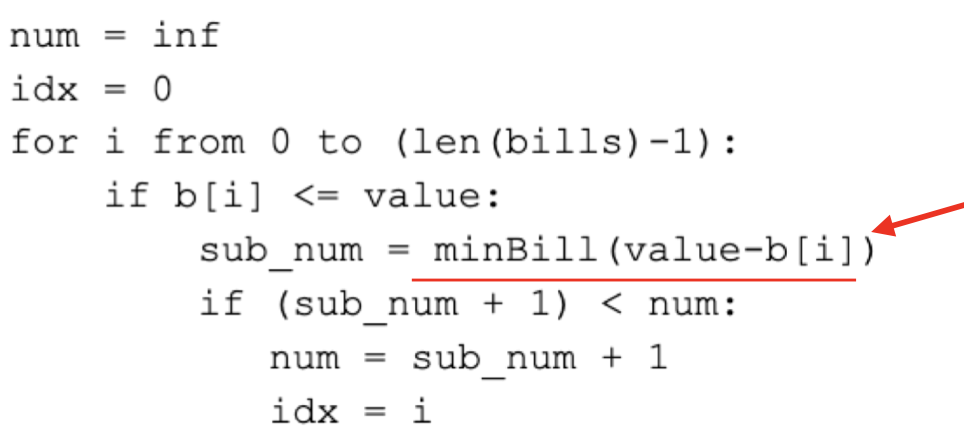 num = inf
idx = 0
for i from 0 to (len(bills)-1):
    if b[i] <= value:
        sub_num = minBill(value-b[i])
        if (sub_num + 1) < num:
            num = sub_num + 1
            idx = i